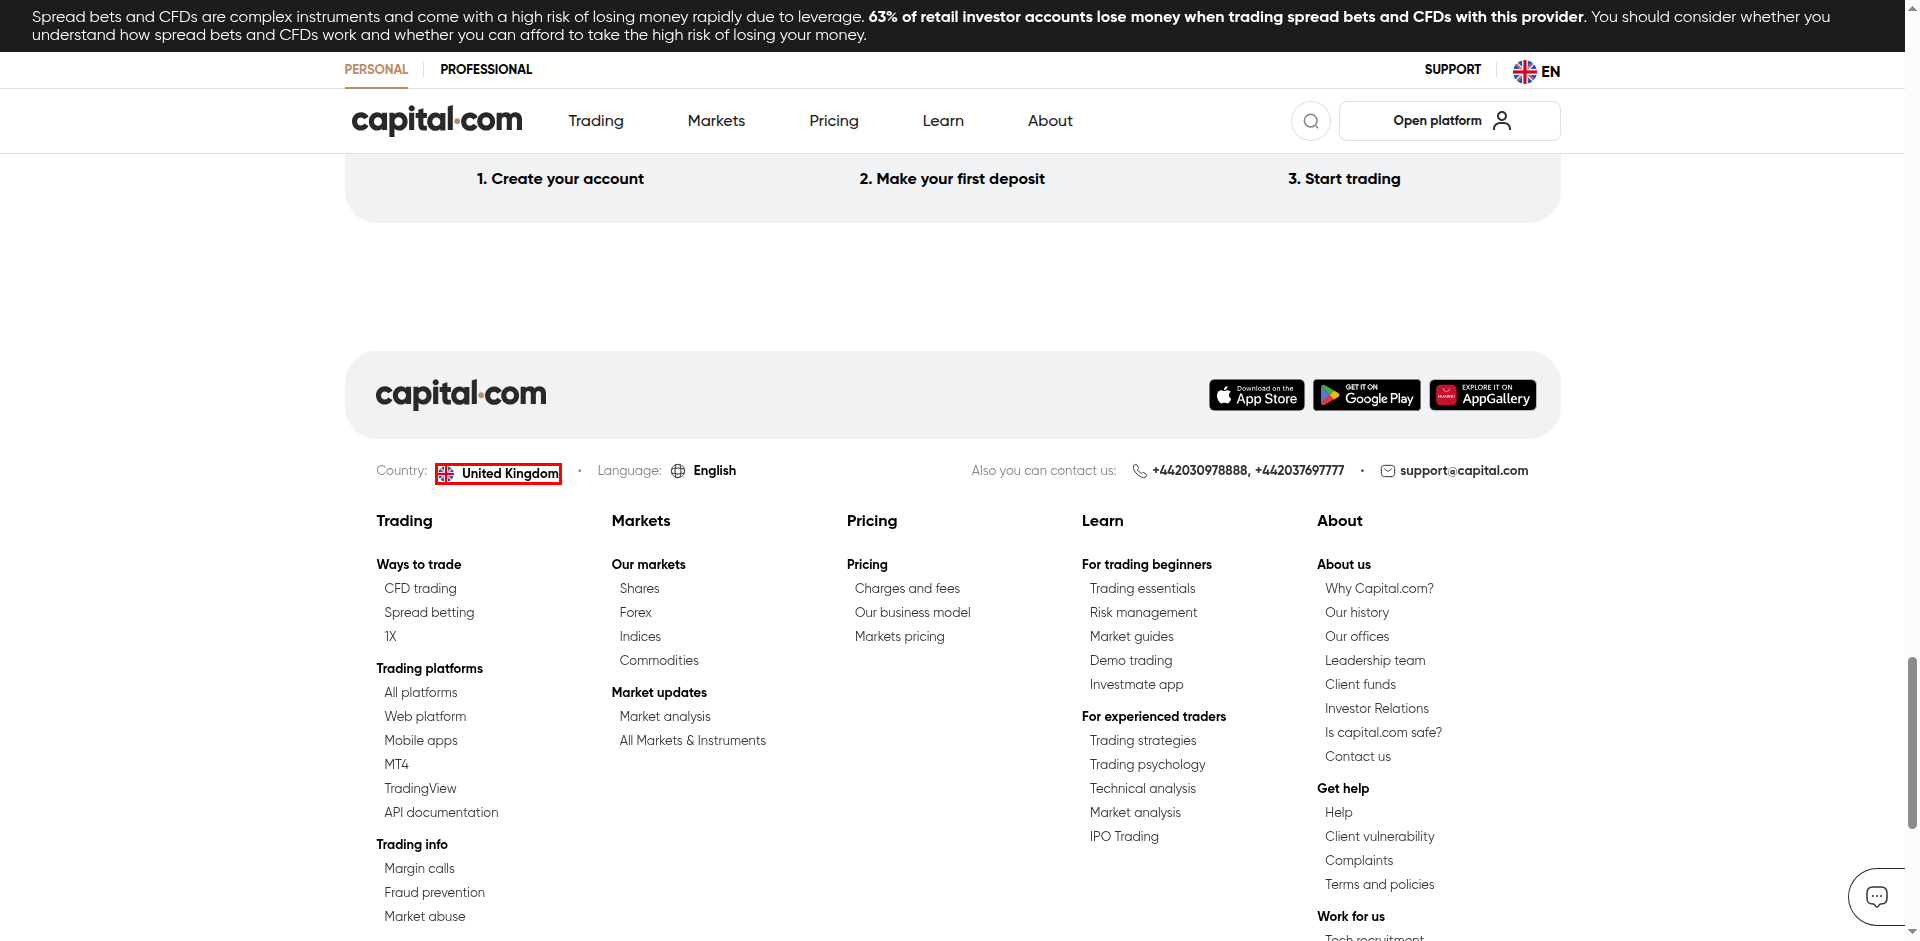 Spread bets and CFDs are complex instruments and come with a high risk of losing money rapidly due to leverage. 63% of retail investor accounts lose money when trading spread bets and CFDs with this provider. You should consider whether you
understand how spread bets and CFDs work and whether you can afford to take the high risk of losing your money.
PERSONAL
PROFESSIONAL
SUPPORT
EN
capital.com
Trading
Markets
Pricing
Learn
About
Open platform
1. Create your account
2. Make your first deposit
3. Start trading
capital.com
Download on the
App Store
GET IT ON
Google Play
HUAWEI
EXPLORE IT ON
AppGallery
Country: United Kingdom
Language: English
Also you can contact us: +442030978888, +442037697777
support@capital.com
Trading
Ways to trade
CFD trading
Spread betting
1X
Trading platforms
All platforms
Web platform
Mobile apps
MT4
TradingView
API documentation
Trading info
Margin calls
Fraud prevention
Market abuse
Markets
Our markets
Shares
Forex
Indices
Commodities
Market updates
Market analysis
All Markets & Instruments
Pricing
Pricing
Charges and fees
Our business model
Markets pricing
Learn
For trading beginners
Trading essentials
Risk management
Market guides
Demo trading
Investmate app
For experienced traders
Trading strategies
Trading psychology
Technical analysis
Market analysis
IPO Trading
About
About us
Why Capital.com?
Our history
Our offices
Leadership team
Client funds
Investor Relations
Is capital.com safe?
Contact us
Get help
Help
Client vulnerability
Complaints
Terms and policies
Work for us
Tech recruitment